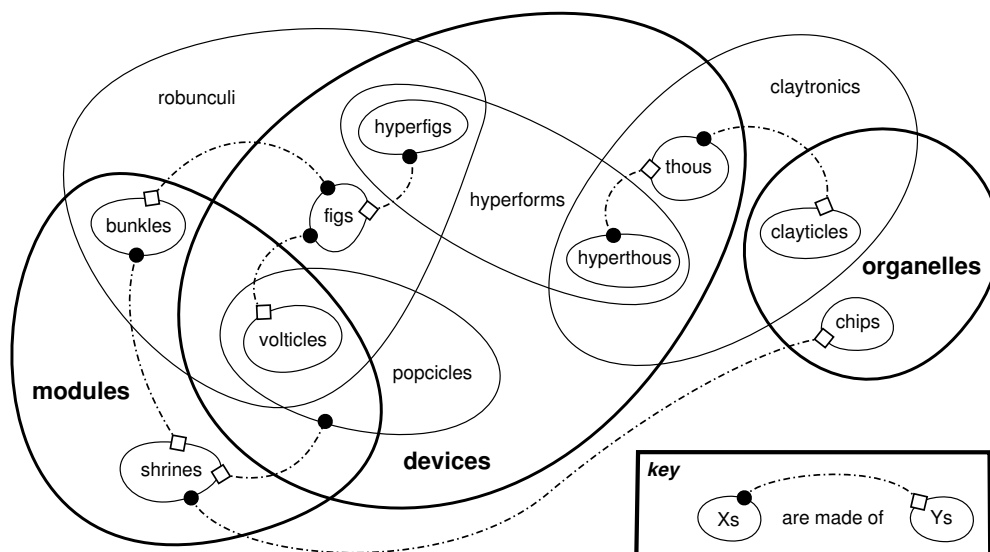 robunculi
claytronics
hyperfigs
thous
bunkles
figs
hyperforms
clayticles
hyperthous
organelles
volticles
chips
popcicles
modules
devices
shrines
key
Xs
are made of
Ys